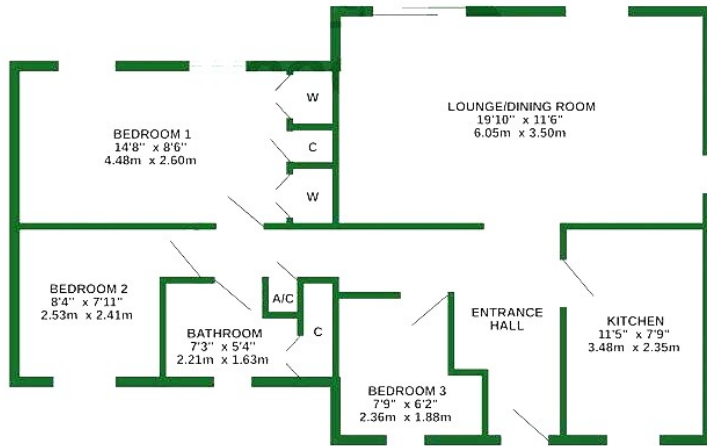 BEDROOM 1
14'8" x 8'6"
4.48m x 2.60m
W
C
W
LOUNGE/DINING ROOM
19'10" x 11'6"
6.05m x 3.50m
BEDROOM 2
8'4" x 7'11"
2.53m x 2.41m
BATHROOM
7'3" x 5'4"
2.21m x 1.63m
A/C
C
BEDROOM 3
7'9" x 6'2"
2.36m x 1.88m
ENTRANCE
HALL
KITCHEN
11'5" x 7'9"
3.48m x 2.35m